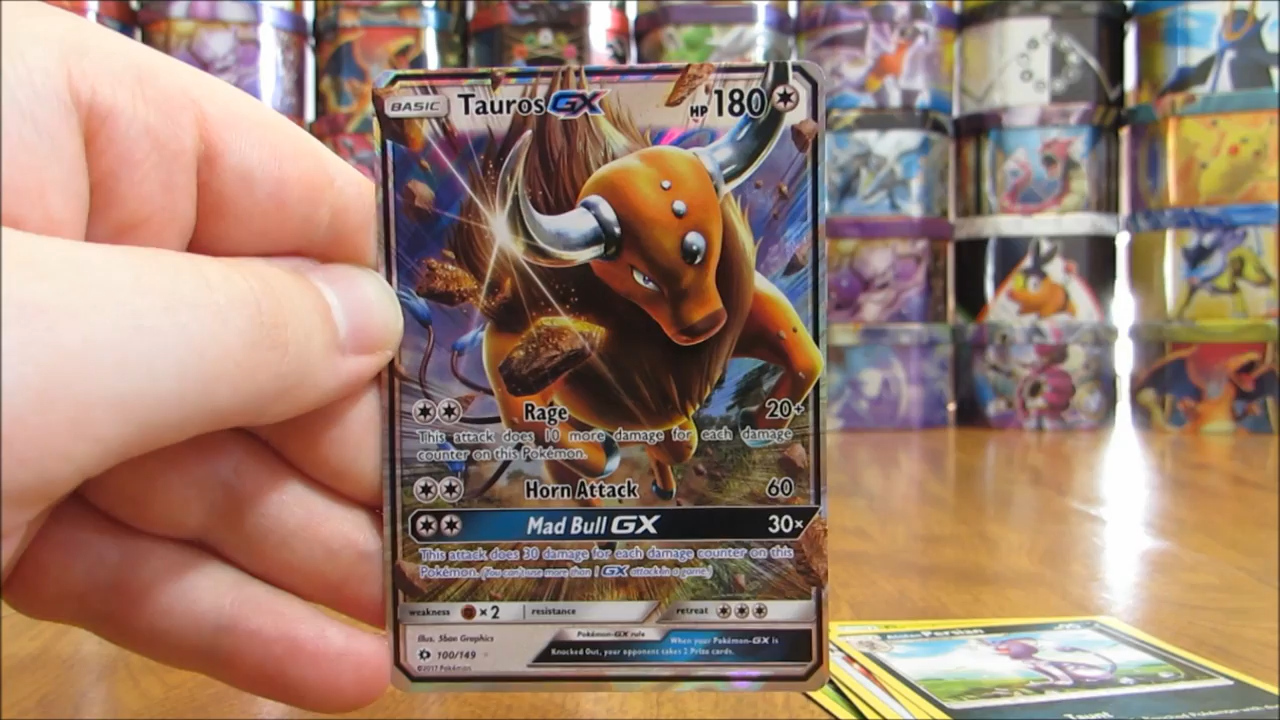 BASIC Tauros GX HP 180
Rage 20+
This attack does 10 more damage for each damage
counter on this Pokémon.
Horn Attack 60
Mad Bull GX 30×
This attack does 30 damage for each damage counter on this
Pokémon. (You can't use more than 1 GX attack in a game.)
weakness ×2 resistance retreat
Illus. 5ban Graphics
Pokémon-GX rule
When your Pokémon-GX is
Knocked Out, your opponent takes 2 Prize cards.
100/149
©2017 Pokémon
Persian
Taunt